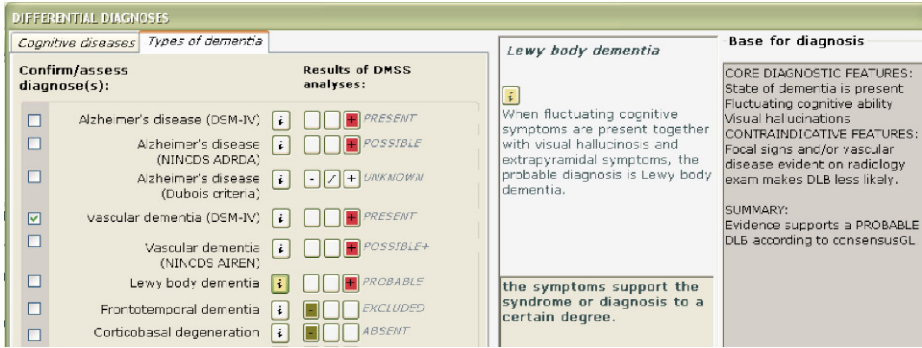 DIFFERENTIAL DIAGNOSES
Cognitive diseases
Types of dementia
Confirm/assess
diagnose(s):
Results of DMSS
analyses:
Alzheimer's disease (DSM-IV) i + PRESENT
Alzheimer's disease
(NINCDS ADRDA) i + POSSIBLE
Alzheimer's disease
(Dubois criteria) i - / + UNKNOWN
Vascular dementia (DSM-IV) i + PRESENT
Vascular dementia
(NINCDS AIREN) i + POSSIBLE+
Lewy body dementia i + PROBABLE
Frontotemporal dementia i - EXCLUDED
Corticobasal degeneration i - ABSENT
Lewy body dementia
i
When fluctuating cognitive
symptoms are present together
with visual hallucinosis and
extrapyramidal symptoms, the
probable diagnosis is Lewy body
dementia.
the symptoms support the
syndrome or diagnosis to a
certain degree.
Base for diagnosis
CORE DIAGNOSTIC FEATURES:
State of dementia is present
Fluctuating cognitive ability
Visual hallucinations
CONTRAINDICATIVE FEATURES:
Focal signs and/or vascular
disease evident on radiology
exam makes DLB less likely.
SUMMARY:
Evidence supports a PROBABLE
DLB according to consensusGL